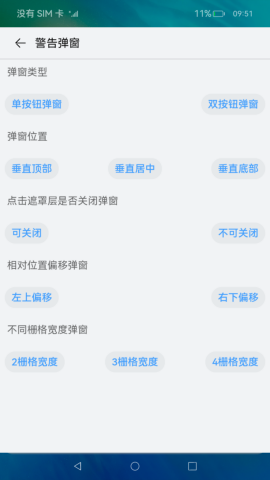 没有 SIM 卡 11% 09:51
警告弹窗
弹窗类型
单按钮弹窗 双按钮弹窗
弹窗位置
垂直顶部 垂直居中 垂直底部
点击遮罩层是否关闭弹窗
可关闭 不可关闭
相对位置偏移弹窗
左上偏移 右下偏移
不同栅格宽度弹窗
2栅格宽度 3栅格宽度 4栅格宽度